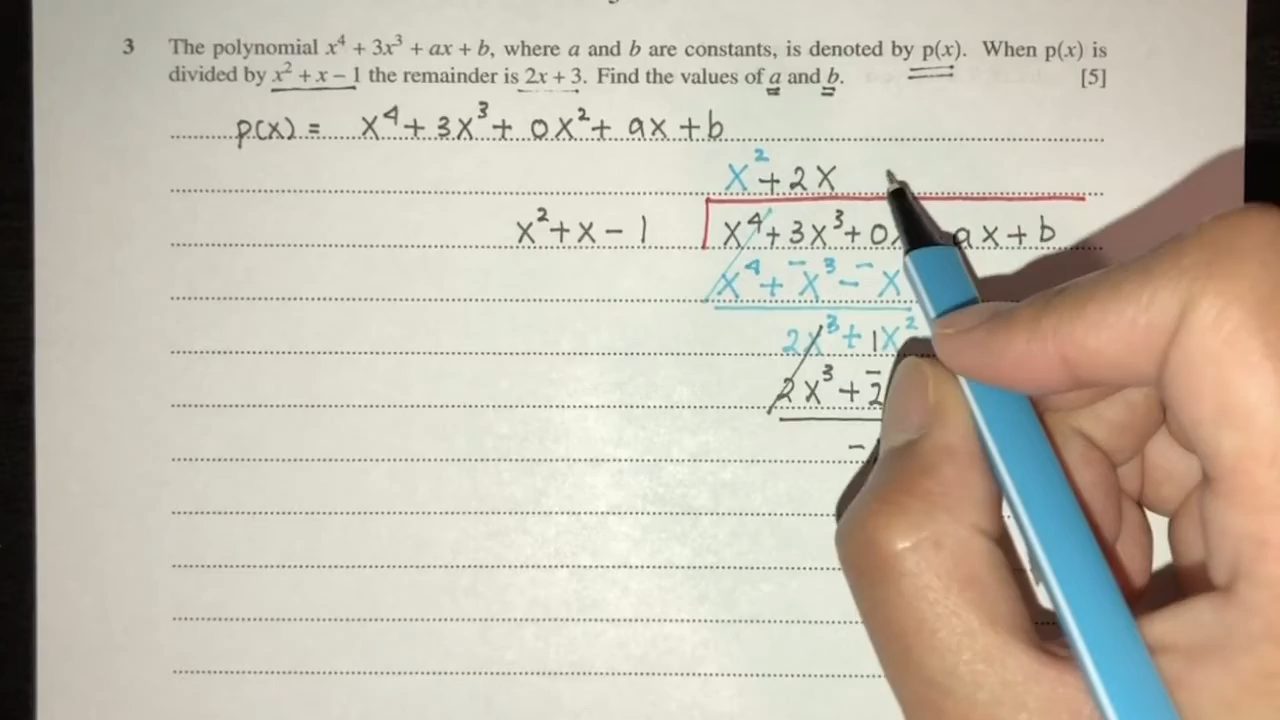 3 The polynomial x⁴ + 3x³ + ax + b, where a and b are constants, is denoted by p(x). When p(x) is
divided by x² + x − 1 the remainder is 2x + 3. Find the values of a and b. [5]
p(x) = x⁴ + 3x³ + 0x² + ax + b
x² + 2x
x² + x − 1 x⁴ + 3x³ + 0x ax + b
x⁴ + x³ − x
2x³ + 1x²
2x³ + 2
−